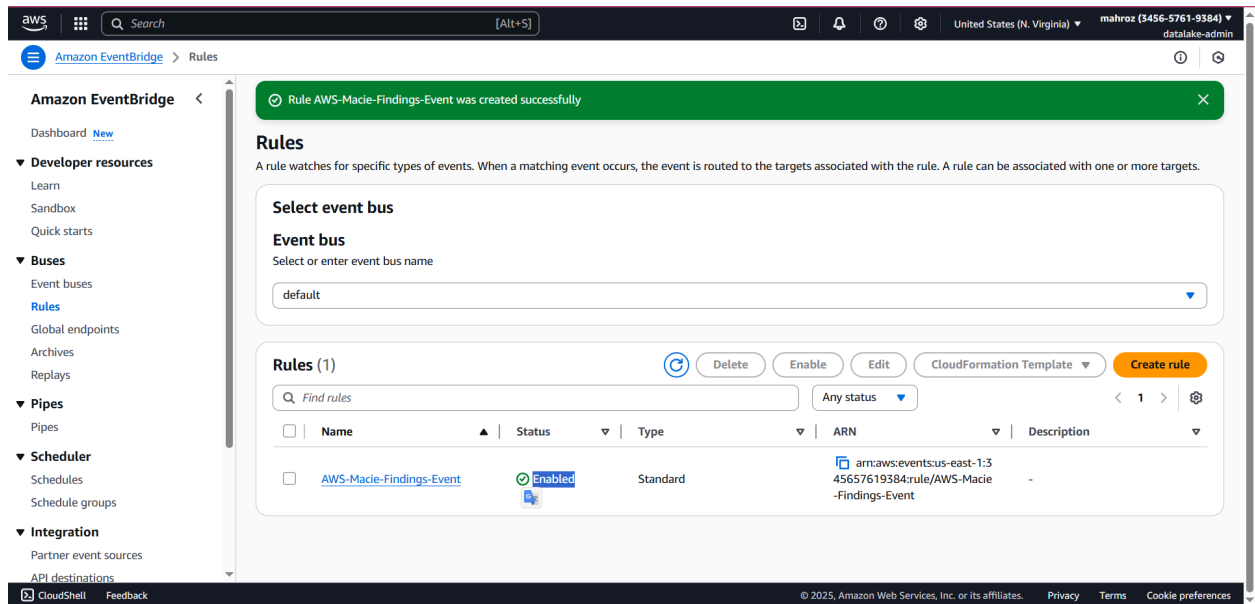 aws
Search
[Alt+S]
United States (N. Virginia)
mahroz (3456-5761-9384)
datalake-admin
Amazon EventBridge > Rules
Amazon EventBridge
Dashboard New
Developer resources
Learn
Sandbox
Quick starts
Buses
Event buses
Rules
Global endpoints
Archives
Replays
Pipes
Pipes
Scheduler
Schedules
Schedule groups
Integration
Partner event sources
API destinations
Rule AWS-Macie-Findings-Event was created successfully
Rules
A rule watches for specific types of events. When a matching event occurs, the event is routed to the targets associated with the rule. A rule can be associated with one or more targets.
Select event bus
Event bus
Select or enter event bus name
default
Rules (1)
Delete
Enable
Edit
CloudFormation Template
Create rule
Find rules
Any status
1
Name
Status
Type
ARN
Description
AWS-Macie-Findings-Event
Enabled
Standard
arn:aws:events:us-east-1:3
45657619384:rule/AWS-Macie
-Findings-Event
-
CloudShell
Feedback
© 2025, Amazon Web Services, Inc. or its affiliates.
Privacy
Terms
Cookie preferences